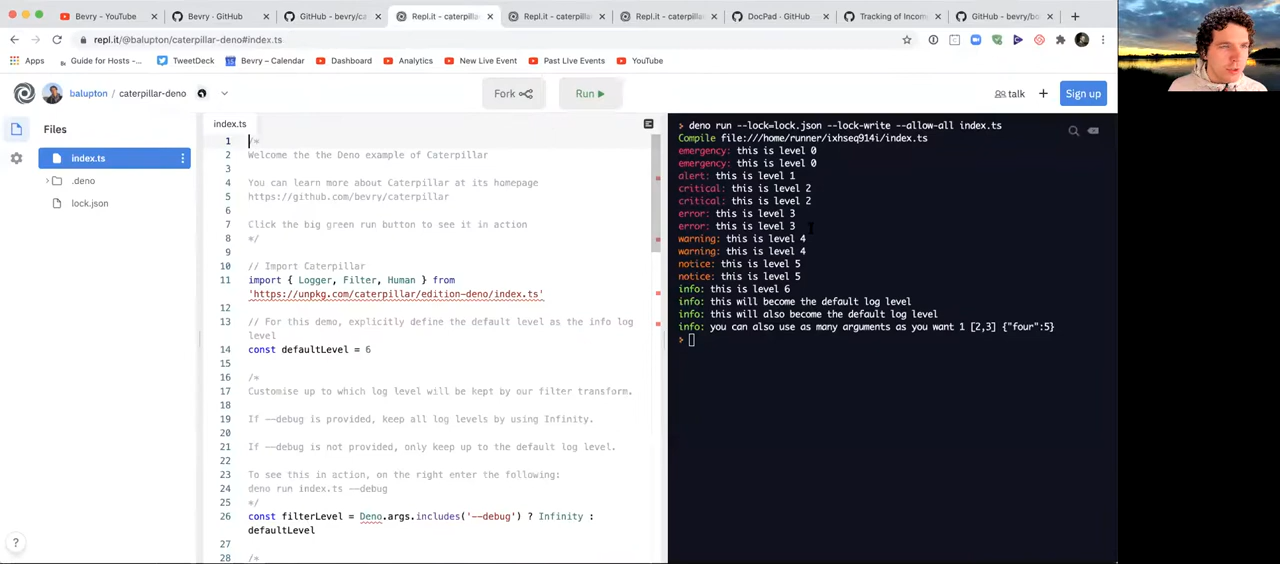 Bevry - YouTube
Bevry · GitHub
GitHub - bevry/ca
Repl.it - caterpillar
Repl.it - caterpillar
Repl.it - caterpillar
DocPad · GitHub
Tracking of Incom
GitHub - bevry/bo
repl.it/@balupton/caterpillar-deno#index.ts
Apps
Guide for Hosts -...
TweetDeck
Bevry – Calendar
Dashboard
Analytics
New Live Event
Past Live Events
YouTube
balupton / caterpillar-deno
Fork
Run
talk
Sign up
Files
index.ts
.deno
lock.json
index.ts
1 /*
2 Welcome the the Deno example of Caterpillar
3
4 You can learn more about Caterpillar at its homepage
5 https://github.com/bevry/caterpillar
6
7 Click the big green run button to see it in action
8 */
9
10 // Import Caterpillar
11 import { Logger, Filter, Human } from
'https://unpkg.com/caterpillar/edition-deno/index.ts'
12
13 // For this demo, explicitly define the default level as the info log
level
14 const defaultLevel = 6
15
16 /*
17 Customise up to which log level will be kept by our filter transform.
18
19 If --debug is provided, keep all log levels by using Infinity.
20
21 If --debug is not provided, only keep up to the default log level.
22
23 To see this in action, on the right enter the following:
24 deno run index.ts --debug
25 */
26 const filterLevel = Deno.args.includes('--debug') ? Infinity :
defaultLevel
27
28 /*
> deno run --lock=lock.json --lock-write --allow-all index.ts
Compile file:///home/runner/ixhseq914i/index.ts
emergency: this is level 0
emergency: this is level 0
alert: this is level 1
critical: this is level 2
critical: this is level 2
error: this is level 3
error: this is level 3
warning: this is level 4
warning: this is level 4
notice: this is level 5
notice: this is level 5
info: this is level 6
info: this will become the default log level
info: this will also become the default log level
info: you can also use as many arguments as you want 1 [2,3] {"four":5}
>
?